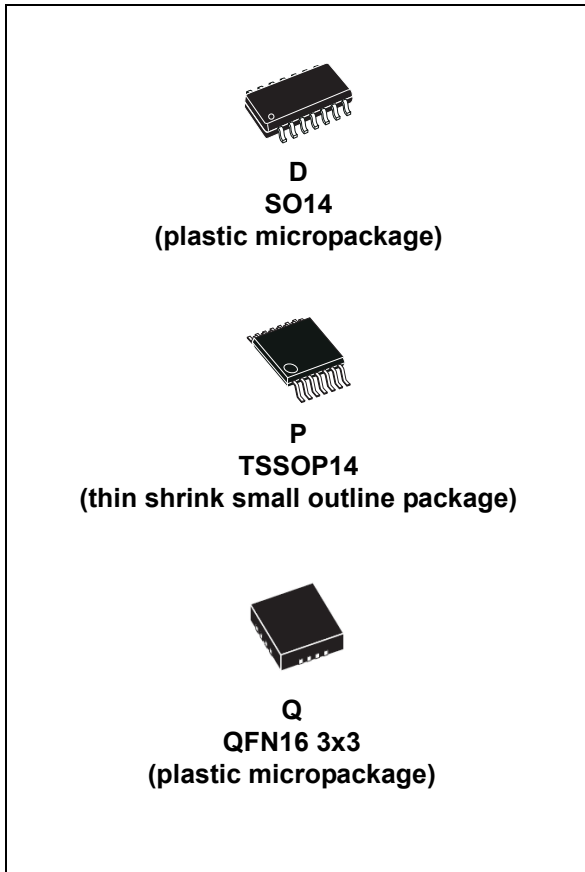 D
SO14
(plastic micropackage)
P
TSSOP14
(thin shrink small outline package)
Q
QFN16 3x3
(plastic micropackage)